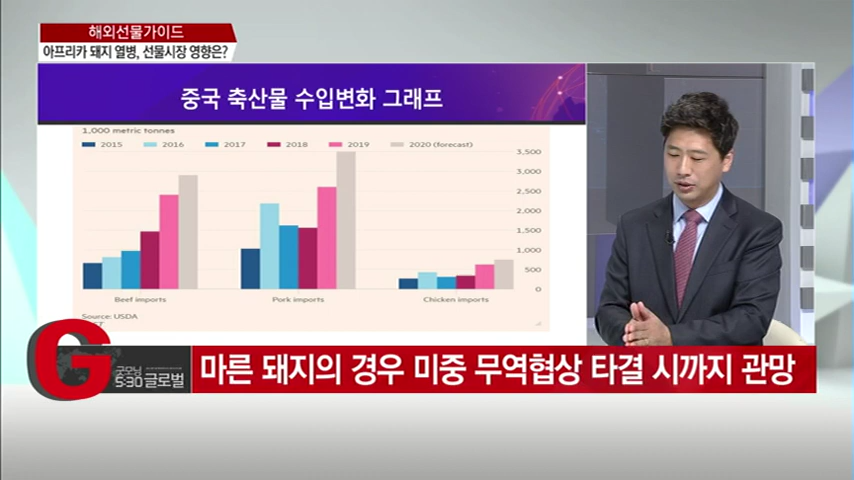 해외선물가이드
아프리카 돼지 열병, 선물시장 영향은?
중국 축산물 수입변화 그래프
1,000 metric tonnes
2015 2016 2017 2018 2019 2020 (forecast)
3,500
3,000
2,500
2,000
1,500
1,000
500
0
Beef imports Pork imports Chicken imports
Source: USDA
G
굿모닝
5:30 글로벌
마른 돼지의 경우 미중 무역협상 타결 시까지 관망